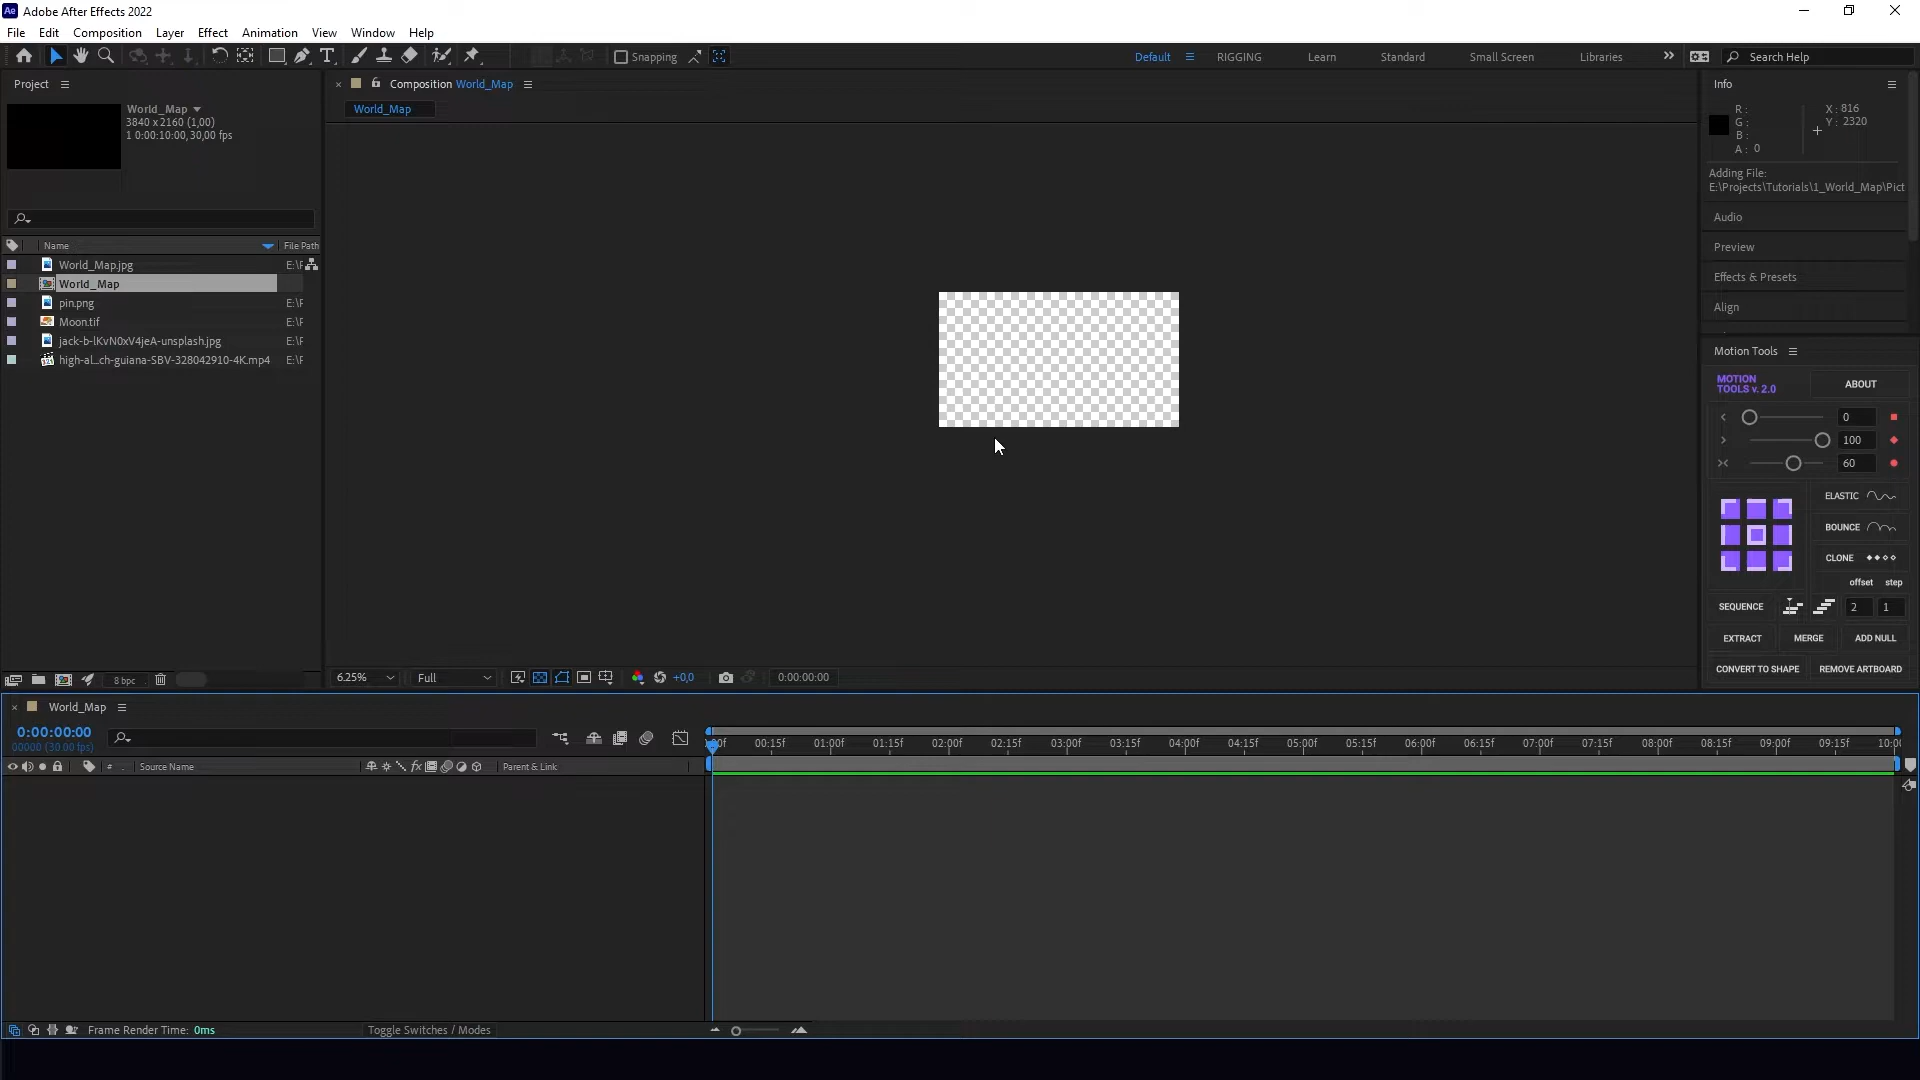 Ae Adobe After Effects 2022
File Edit Composition Layer Effect Animation View Window Help
Snapping Default RIGGING Learn Standard Small Screen Libraries Search Help
Project
World_Map
3840 x 2160 (1,00)
1 0:00:10:00, 30,00 fps
Name File Path
World_Map.jpg E:\F
World_Map
pin.png E:\F
Moon.tif E:\F
jack-b-lKvN0xV4jeA-unsplash.jpg E:\F
high-al...ch-guiana-SBV-328042910-4K.mp4 E:\F
8 bpc
Composition World_Map
World_Map
6.25% Full +0,0 0:00:00:00
Info
R :
G :
B :
A : 0
X : 816
Y : 2320
Adding File:
E:\Projects\Tutorials\1_World_Map\Pict
Audio
Preview
Effects & Presets
Align
Motion Tools
MOTION
TOOLS v. 2.0
ABOUT
0
100
60
ELASTIC
BOUNCE
CLONE
offset step
SEQUENCE 2 1
EXTRACT MERGE ADD NULL
CONVERT TO SHAPE REMOVE ARTBOARD
World_Map
0:00:00:00
00000 (30.00 fps)
00f 00:15f 01:00f 01:15f 02:00f 02:15f 03:00f 03:15f 04:00f 04:15f 05:00f 05:15f 06:00f 06:15f 07:00f 07:15f 08:00f 08:15f 09:00f 09:15f 10:00
# Source Name fx Parent & Link
Frame Render Time: 0ms Toggle Switches / Modes